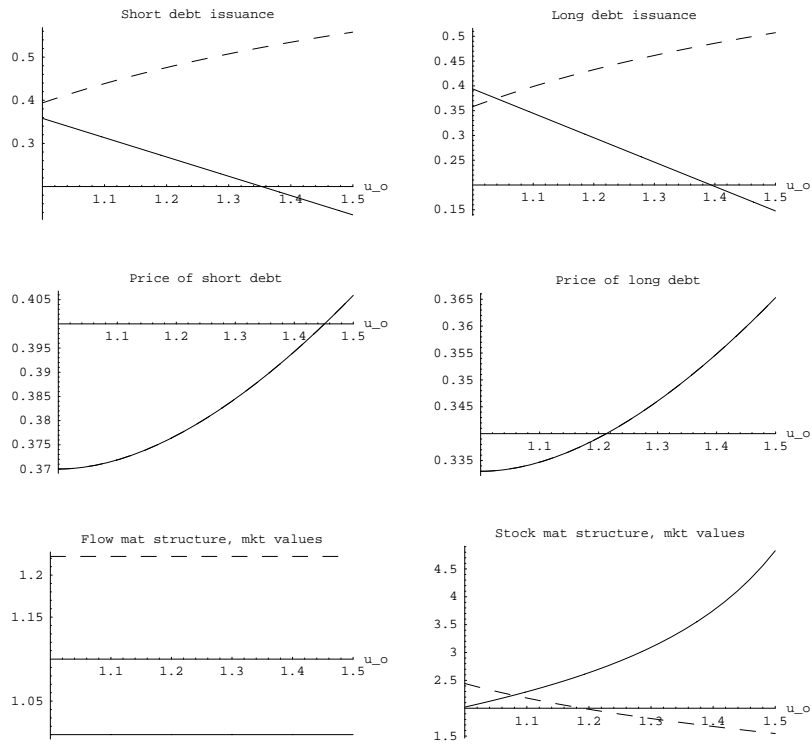 Short debt issuance
0.5
0.4
0.3
1.1 1.2 1.3 1.4 1.5
u_o
Long debt issuance
0.5
0.45
0.4
0.35
0.3
0.25
0.15
1.1 1.2 1.3 1.4 1.5
u_o
Price of short debt
0.405
0.395
0.39
0.385
0.38
0.375
0.37
1.1 1.2 1.3 1.4 1.5
u_o
Price of long debt
0.365
0.36
0.355
0.35
0.345
0.335
1.1 1.2 1.3 1.4 1.5
u_o
Flow mat structure, mkt values
1.2
1.15
1.05
1.1 1.2 1.3 1.4 1.5
u_o
Stock mat structure, mkt values
4.5
4
3.5
3
2.5
1.5
1.1 1.2 1.3 1.4 1.5
u_o